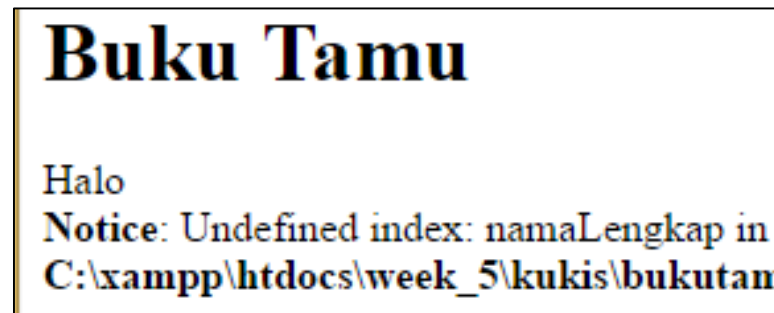 Buku Tamu
Halo
Notice: Undefined index: namaLengkap in
C:\xampp\htdocs\week_5\kukis\bukutam